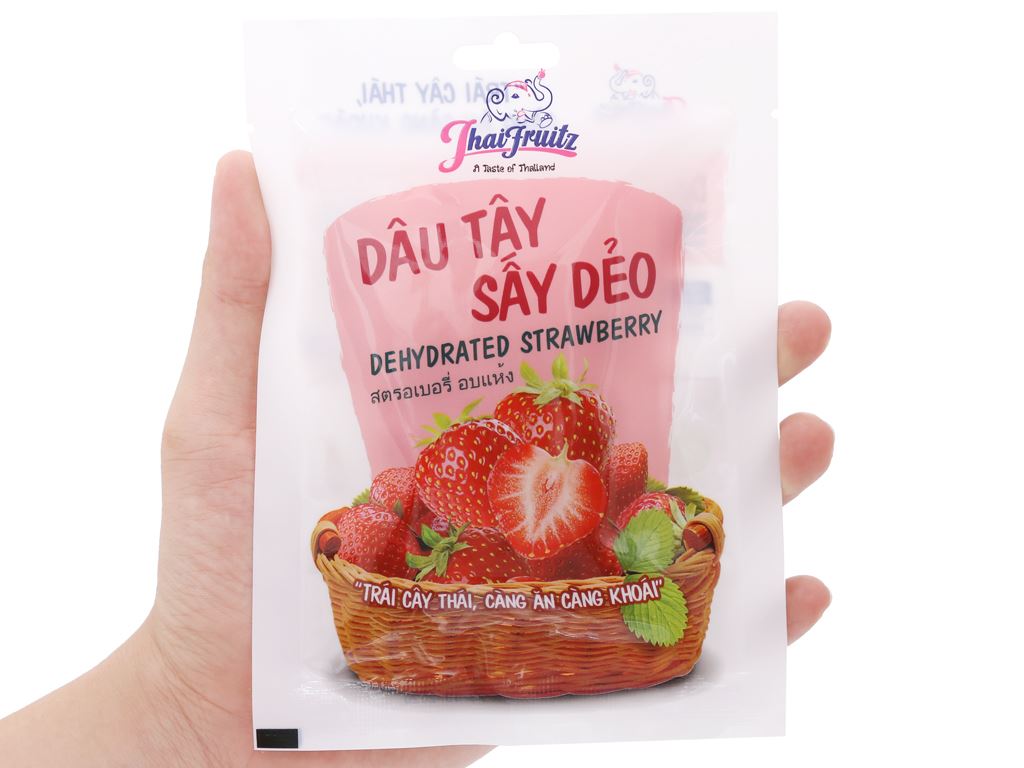 ThaiFruitz
A Taste of Thailand
DÂU TÂY
SẤY DẺO
DEHYDRATED STRAWBERRY
สตรอเบอรี่ อบแห้ง
"TRÁI CÂY THÁI, CÀNG ĂN CÀNG KHOÁI"